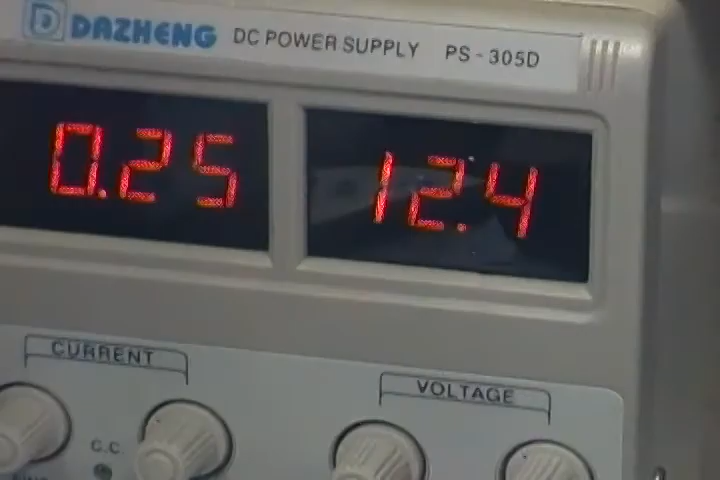 D DAZHENG DC POWER SUPPLY PS-305D
0.25 12.4
CURRENT
VOLTAGE
C.C.